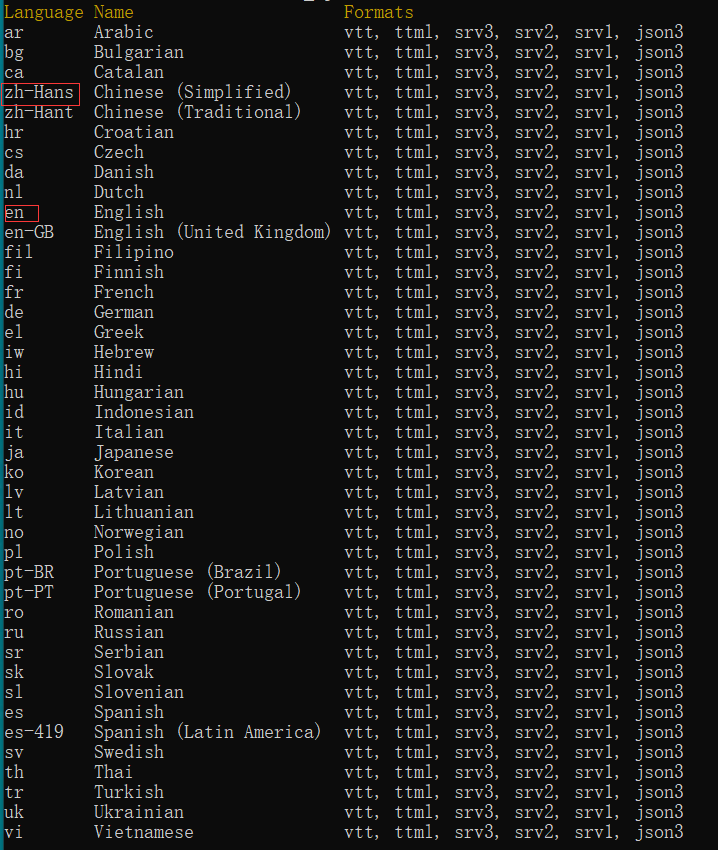 Language Name Formats
ar Arabic vtt, ttml, srv3, srv2, srv1, json3
bg Bulgarian vtt, ttml, srv3, srv2, srv1, json3
ca Catalan vtt, ttml, srv3, srv2, srv1, json3
zh-Hans Chinese (Simplified) vtt, ttml, srv3, srv2, srv1, json3
zh-Hant Chinese (Traditional) vtt, ttml, srv3, srv2, srv1, json3
hr Croatian vtt, ttml, srv3, srv2, srv1, json3
cs Czech vtt, ttml, srv3, srv2, srv1, json3
da Danish vtt, ttml, srv3, srv2, srv1, json3
nl Dutch vtt, ttml, srv3, srv2, srv1, json3
en English vtt, ttml, srv3, srv2, srv1, json3
en-GB English (United Kingdom) vtt, ttml, srv3, srv2, srv1, json3
fil Filipino vtt, ttml, srv3, srv2, srv1, json3
fi Finnish vtt, ttml, srv3, srv2, srv1, json3
fr French vtt, ttml, srv3, srv2, srv1, json3
de German vtt, ttml, srv3, srv2, srv1, json3
el Greek vtt, ttml, srv3, srv2, srv1, json3
iw Hebrew vtt, ttml, srv3, srv2, srv1, json3
hi Hindi vtt, ttml, srv3, srv2, srv1, json3
hu Hungarian vtt, ttml, srv3, srv2, srv1, json3
id Indonesian vtt, ttml, srv3, srv2, srv1, json3
it Italian vtt, ttml, srv3, srv2, srv1, json3
ja Japanese vtt, ttml, srv3, srv2, srv1, json3
ko Korean vtt, ttml, srv3, srv2, srv1, json3
lv Latvian vtt, ttml, srv3, srv2, srv1, json3
lt Lithuanian vtt, ttml, srv3, srv2, srv1, json3
no Norwegian vtt, ttml, srv3, srv2, srv1, json3
pl Polish vtt, ttml, srv3, srv2, srv1, json3
pt-BR Portuguese (Brazil) vtt, ttml, srv3, srv2, srv1, json3
pt-PT Portuguese (Portugal) vtt, ttml, srv3, srv2, srv1, json3
ro Romanian vtt, ttml, srv3, srv2, srv1, json3
ru Russian vtt, ttml, srv3, srv2, srv1, json3
sr Serbian vtt, ttml, srv3, srv2, srv1, json3
sk Slovak vtt, ttml, srv3, srv2, srv1, json3
sl Slovenian vtt, ttml, srv3, srv2, srv1, json3
es Spanish vtt, ttml, srv3, srv2, srv1, json3
es-419 Spanish (Latin America) vtt, ttml, srv3, srv2, srv1, json3
sv Swedish vtt, ttml, srv3, srv2, srv1, json3
th Thai vtt, ttml, srv3, srv2, srv1, json3
tr Turkish vtt, ttml, srv3, srv2, srv1, json3
uk Ukrainian vtt, ttml, srv3, srv2, srv1, json3
vi Vietnamese vtt, ttml, srv3, srv2, srv1, json3